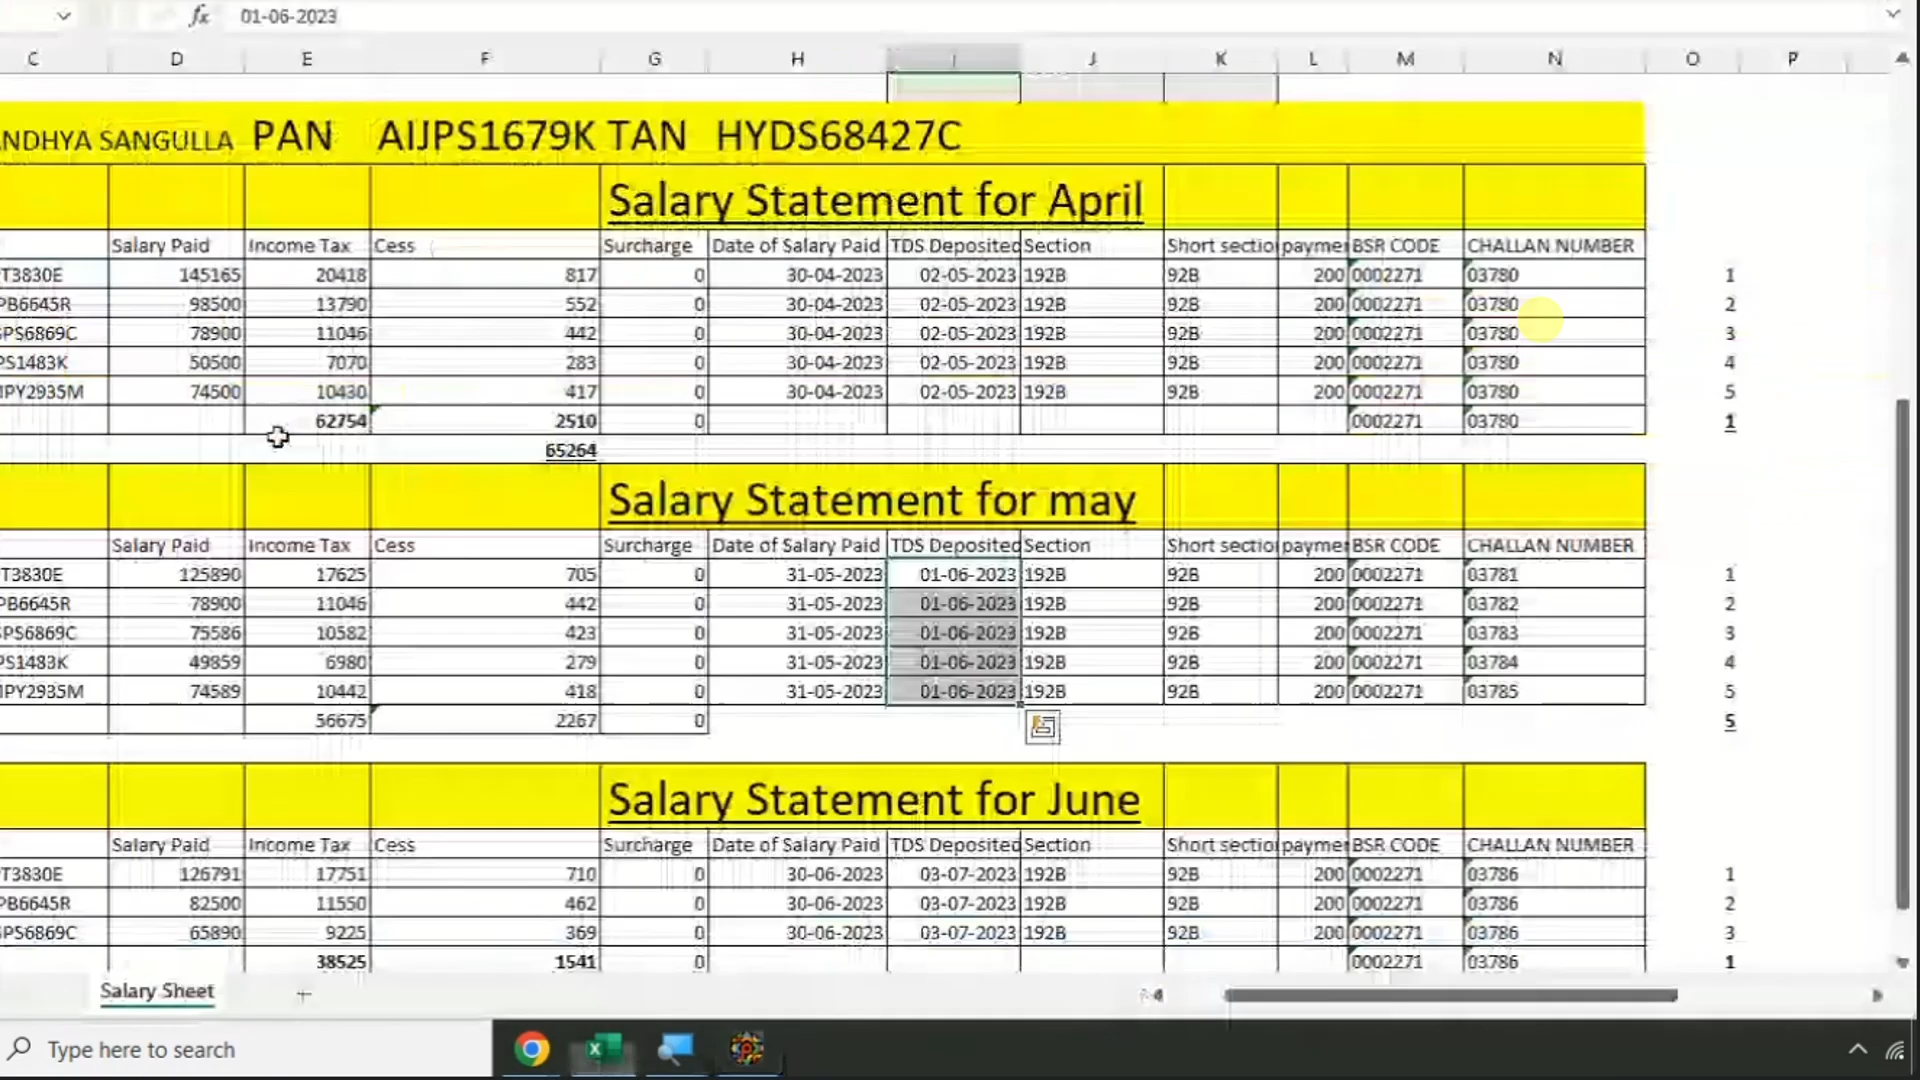 fx 01-06-2023
C D E F G H I J K L M N O P
NDHYA SANGULLA PAN AIJPS1679K TAN HYDS68427C
Salary Statement for April
Salary Paid Income Tax Cess Surcharge Date of Salary Paid TDS Deposited Section Short sectio paymer BSR CODE CHALLAN NUMBER
T3830E 145165 20418 817 0 30-04-2023 02-05-2023 192B 92B 200 0002271 03780 1
PB6645R 98500 13790 552 0 30-04-2023 02-05-2023 192B 92B 200 0002271 03780 2
PS6869C 78900 11046 442 0 30-04-2023 02-05-2023 192B 92B 200 0002271 03780 3
PS1483K 50500 7070 283 0 30-04-2023 02-05-2023 192B 92B 200 0002271 03780 4
PY2935M 74500 10430 417 0 30-04-2023 02-05-2023 192B 92B 200 0002271 03780 5
62754 2510 0 0002271 03780 1
65264
Salary Statement for may
Salary Paid Income Tax Cess Surcharge Date of Salary Paid TDS Deposited Section Short sectio paymer BSR CODE CHALLAN NUMBER
T3830E 125890 17625 705 0 31-05-2023 01-06-2023 192B 92B 200 0002271 03781 1
PB6645R 78900 11046 442 0 31-05-2023 01-06-2023 192B 92B 200 0002271 03782 2
PS6869C 75586 10582 423 0 31-05-2023 01-06-2023 192B 92B 200 0002271 03783 3
PS1483K 49859 6980 279 0 31-05-2023 01-06-2023 192B 92B 200 0002271 03784 4
PY2935M 74589 10442 418 0 31-05-2023 01-06-2023 192B 92B 200 0002271 03785 5
56675 2267 0 5
Salary Statement for June
Salary Paid Income Tax Cess Surcharge Date of Salary Paid TDS Deposited Section Short sectio paymer BSR CODE CHALLAN NUMBER
T3830E 126791 17751 710 0 30-06-2023 03-07-2023 192B 92B 200 0002271 03786 1
PB6645R 82500 11550 462 0 30-06-2023 03-07-2023 192B 92B 200 0002271 03786 2
PS6869C 65890 9225 369 0 30-06-2023 03-07-2023 192B 92B 200 0002271 03786 3
38525 1541 0 0002271 03786 1
Salary Sheet
Type here to search